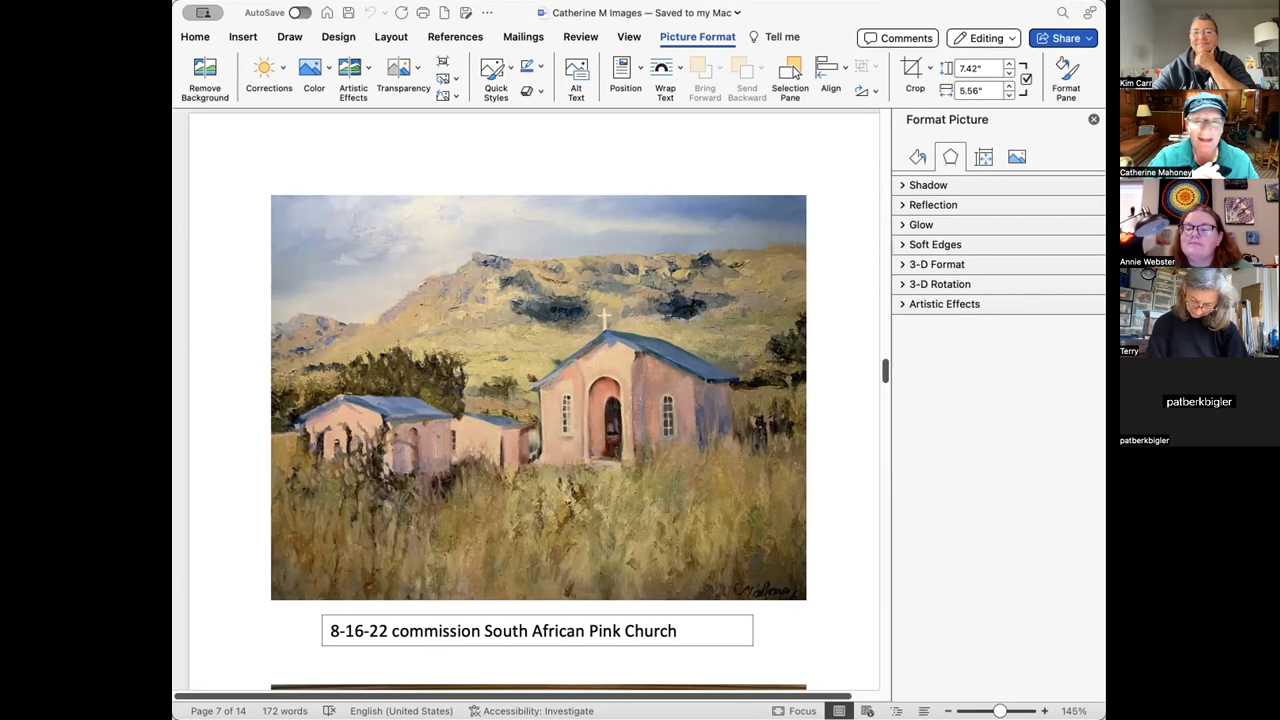 AutoSave
Catherine M Images — Saved to my Mac
Home Insert Draw Design Layout References Mailings Review View Picture Format Tell me
Comments Editing Share
Remove Background
Corrections
Color
Artistic Effects
Transparency
Quick Styles
Alt Text
Position
Wrap Text
Bring Forward
Send Backward
Selection Pane
Align
Crop
7.42"
5.56"
Format Pane
Format Picture
Shadow
Reflection
Glow
Soft Edges
3-D Format
3-D Rotation
Artistic Effects
CMahoney
8-16-22 commission South African Pink Church
Page 7 of 14 172 words English (United States) Accessibility: Investigate Focus 145%
Kim Carr
Catherine Mahoney
Annie Webster
Terry
patberkbigler
patberkbigler